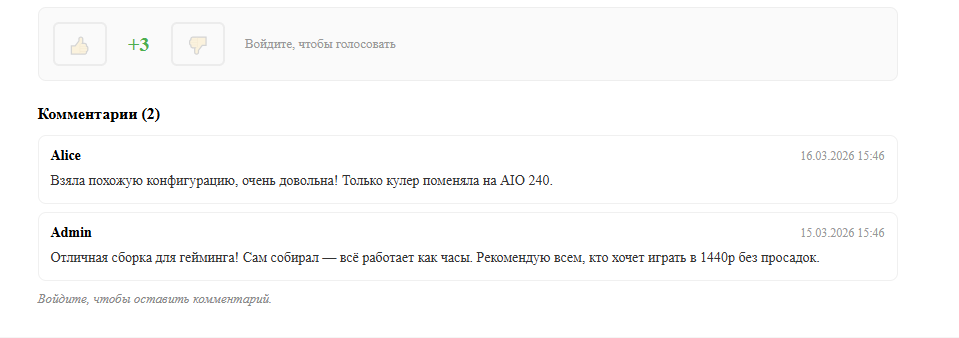 +3 Войдите, чтобы голосовать
Комментарии (2)
Alice 16.03.2026 15:46
Взяла похожую конфигурацию, очень довольна! Только кулер поменяла на AIO 240.
Admin 15.03.2026 15:46
Отличная сборка для гейминга! Сам собирал — всё работает как часы. Рекомендую всем, кто хочет играть в 1440p без просадок.
Войдите, чтобы оставить комментарий.